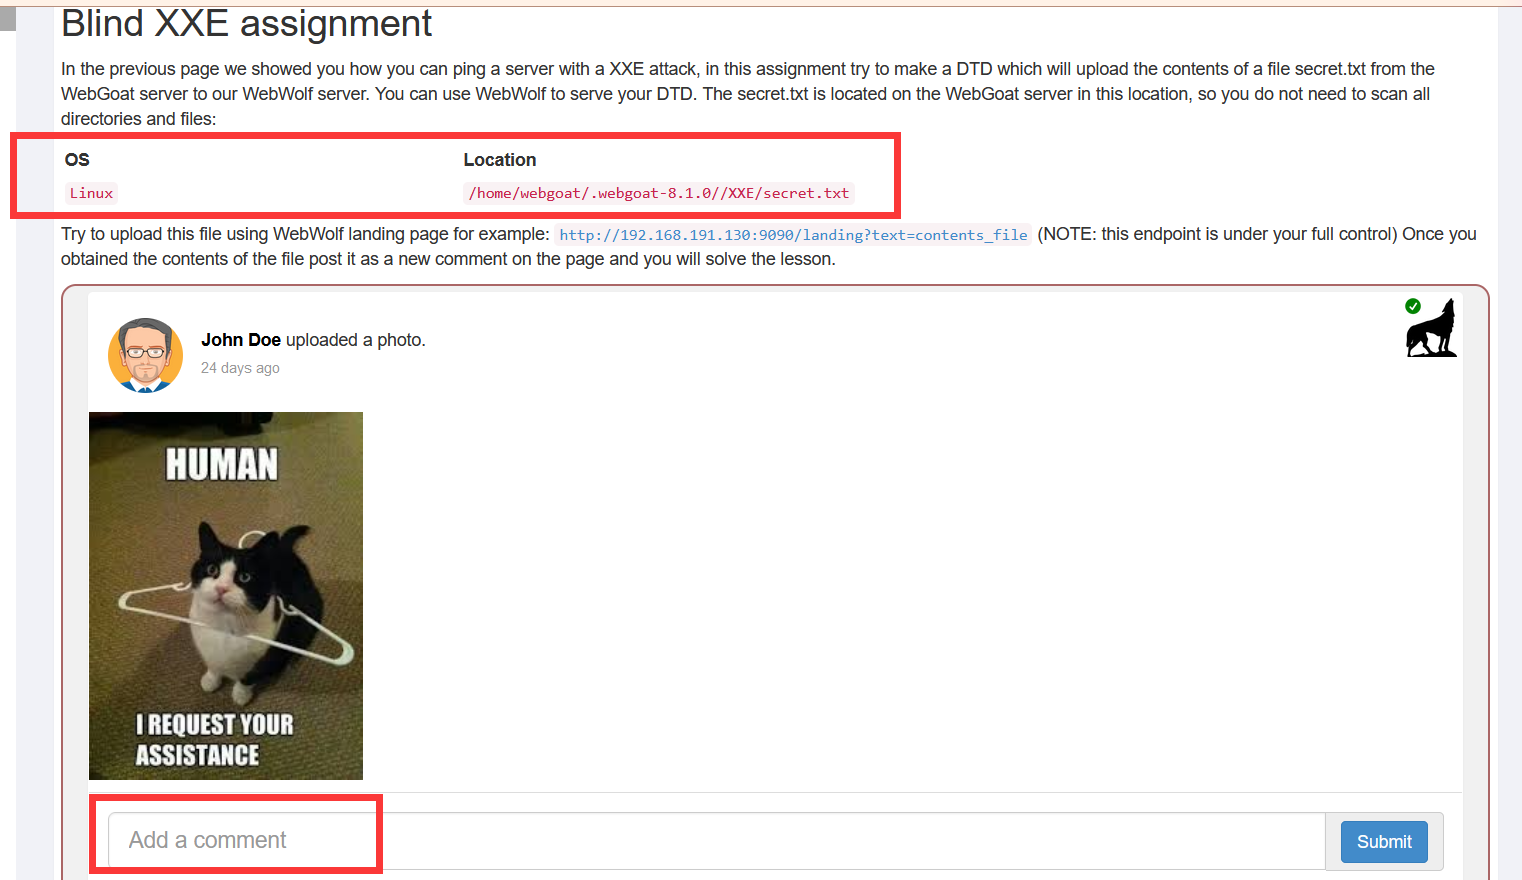 Blind XXE assignment
In the previous page we showed you how you can ping a server with a XXE attack, in this assignment try to make a DTD which will upload the contents of a file secret.txt from the
WebGoat server to our WebWolf server. You can use WebWolf to serve your DTD. The secret.txt is located on the WebGoat server in this location, so you do not need to scan all
directories and files:
OS Location
Linux /home/webgoat/.webgoat-8.1.0//XXE/secret.txt
Try to upload this file using WebWolf landing page for example: http://192.168.191.130:9090/landing?text=contents_file (NOTE: this endpoint is under your full control) Once you
obtained the contents of the file post it as a new comment on the page and you will solve the lesson.
John Doe uploaded a photo.
24 days ago
HUMAN
I REQUEST YOUR
ASSISTANCE
Add a comment Submit